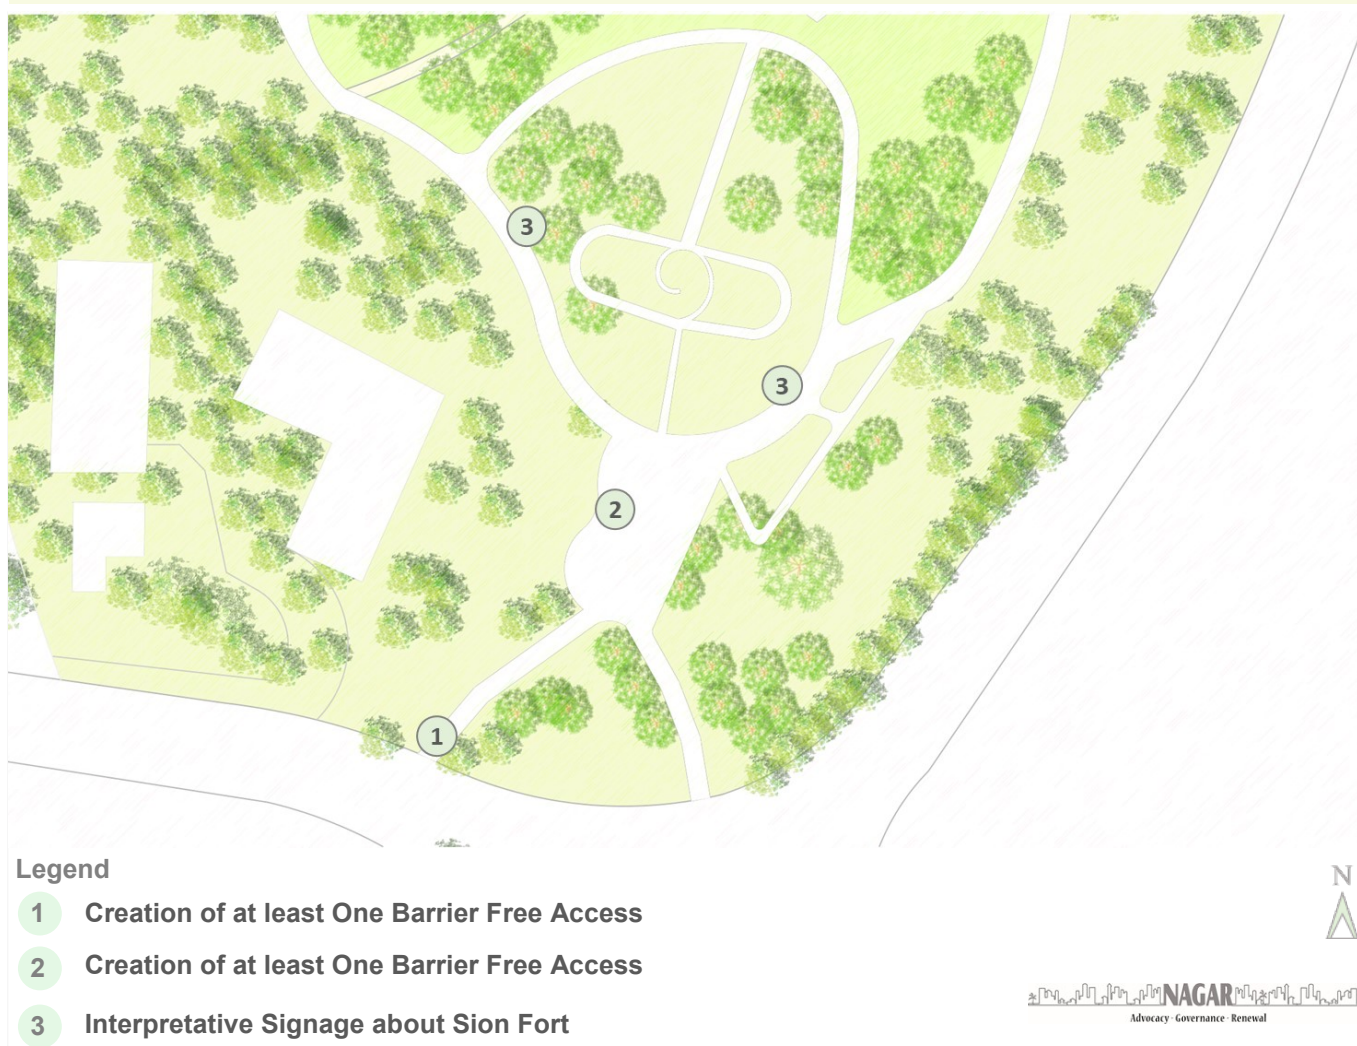 3
3
2
1
Legend
N
1 Creation of at least One Barrier Free Access
2 Creation of at least One Barrier Free Access
3 Interpretative Signage about Sion Fort
NAGAR
Advocacy · Governance · Renewal